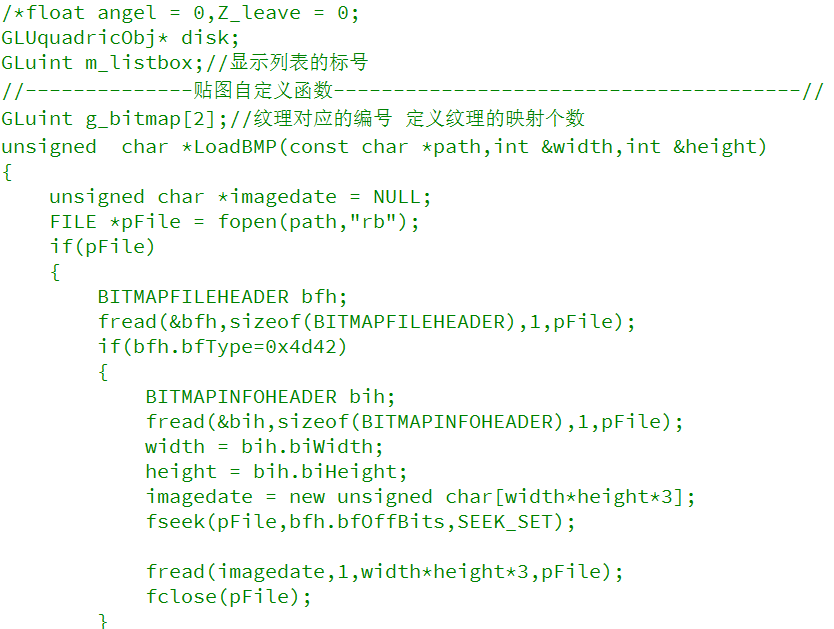 /*float angel = 0,Z_leave = 0;
GLUquadricObj* disk;
GLuint m_listbox;//显示列表的标号
//--------------贴图自定义函数---------------------------------------//
GLuint g_bitmap[2];//纹理对应的编号 定义纹理的映射个数
unsigned  char *LoadBMP(const char *path,int &width,int &height)
{
    unsigned char *imagedate = NULL;
    FILE *pFile = fopen(path,"rb");
    if(pFile)
    {
        BITMAPFILEHEADER bfh;
        fread(&bfh,sizeof(BITMAPFILEHEADER),1,pFile);
        if(bfh.bfType=0x4d42)
        {
            BITMAPINFOHEADER bih;
            fread(&bih,sizeof(BITMAPINFOHEADER),1,pFile);
            width = bih.biWidth;
            height = bih.biHeight;
            imagedate = new unsigned char[width*height*3];
            fseek(pFile,bfh.bfOffBits,SEEK_SET);

            fread(imagedate,1,width*height*3,pFile);
            fclose(pFile);
        }